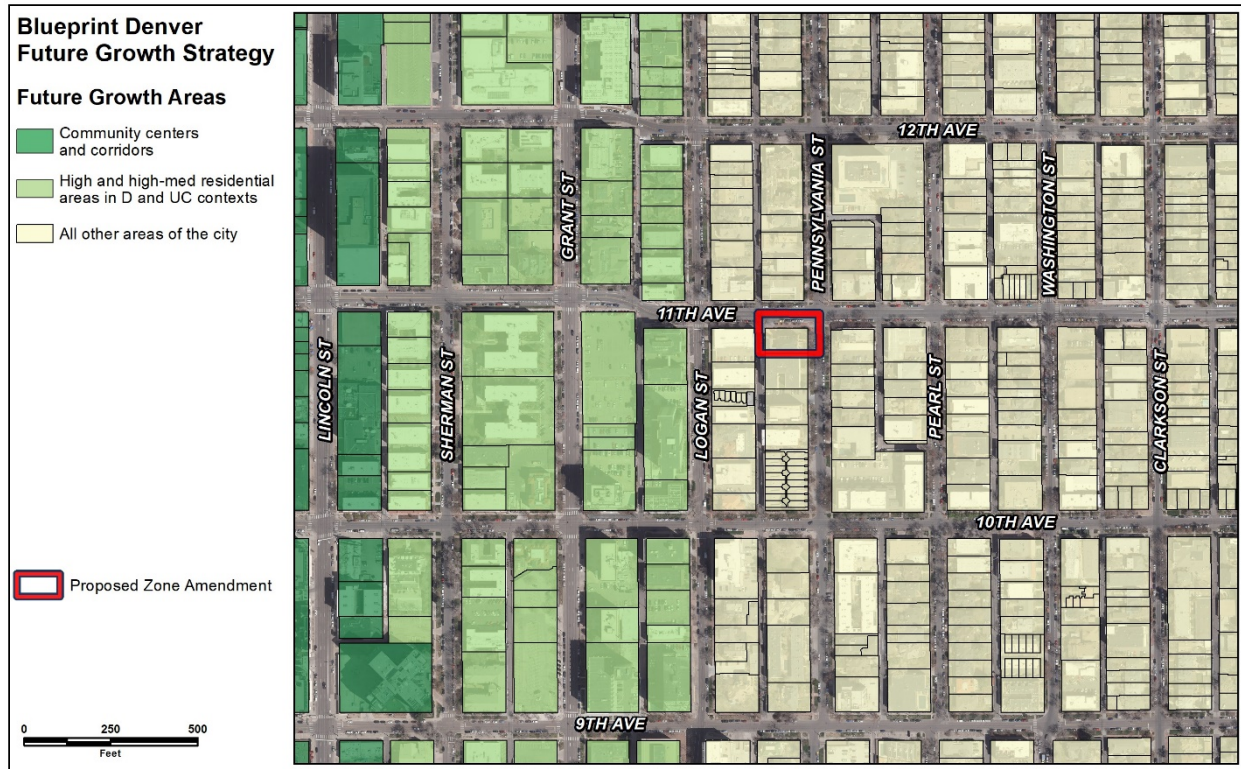 Blueprint Denver
Future Growth Strategy
Future Growth Areas
Community centers
and corridors
High and high-med residential
areas in D and UC contexts
All other areas of the city
Proposed Zone Amendment
0 250 500
Feet
12TH AVE
GRANT ST
PENNSYLVANIA ST
WASHINGTON ST
11TH AVE
LINCOLN ST
SHERMAN ST
LOGAN ST
PEARL ST
CLARKSON ST
10TH AVE
9TH AVE